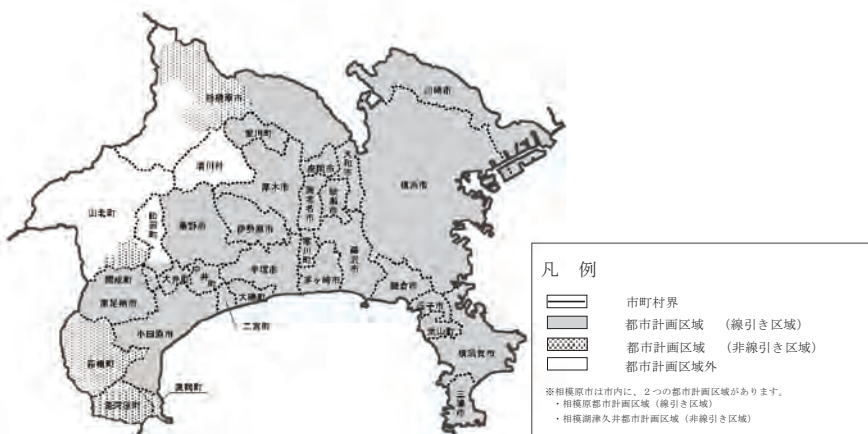 相模原市
川崎市
愛川町
清川村
座間市
大和市
横浜市
厚木市
海老名市
綾瀬市
山北町
松田町
秦野市
伊勢原市
寒川町
藤沢市
開成町
大井町
中井町
平塚市
茅ヶ崎市
鎌倉市
南足柄市
大磯町
逗子市
小田原市
二宮町
葉山町
横須賀市
箱根町
真鶴町
湯河原町
三浦市
凡 例
市町村界
都市計画区域 （線引き区域）
都市計画区域 （非線引き区域）
都市計画区域外
※相模原市は市内に、２つの都市計画区域があります。
・相模原都市計画区域（線引き区域）
・相模湖津久井都市計画区域（非線引き区域）